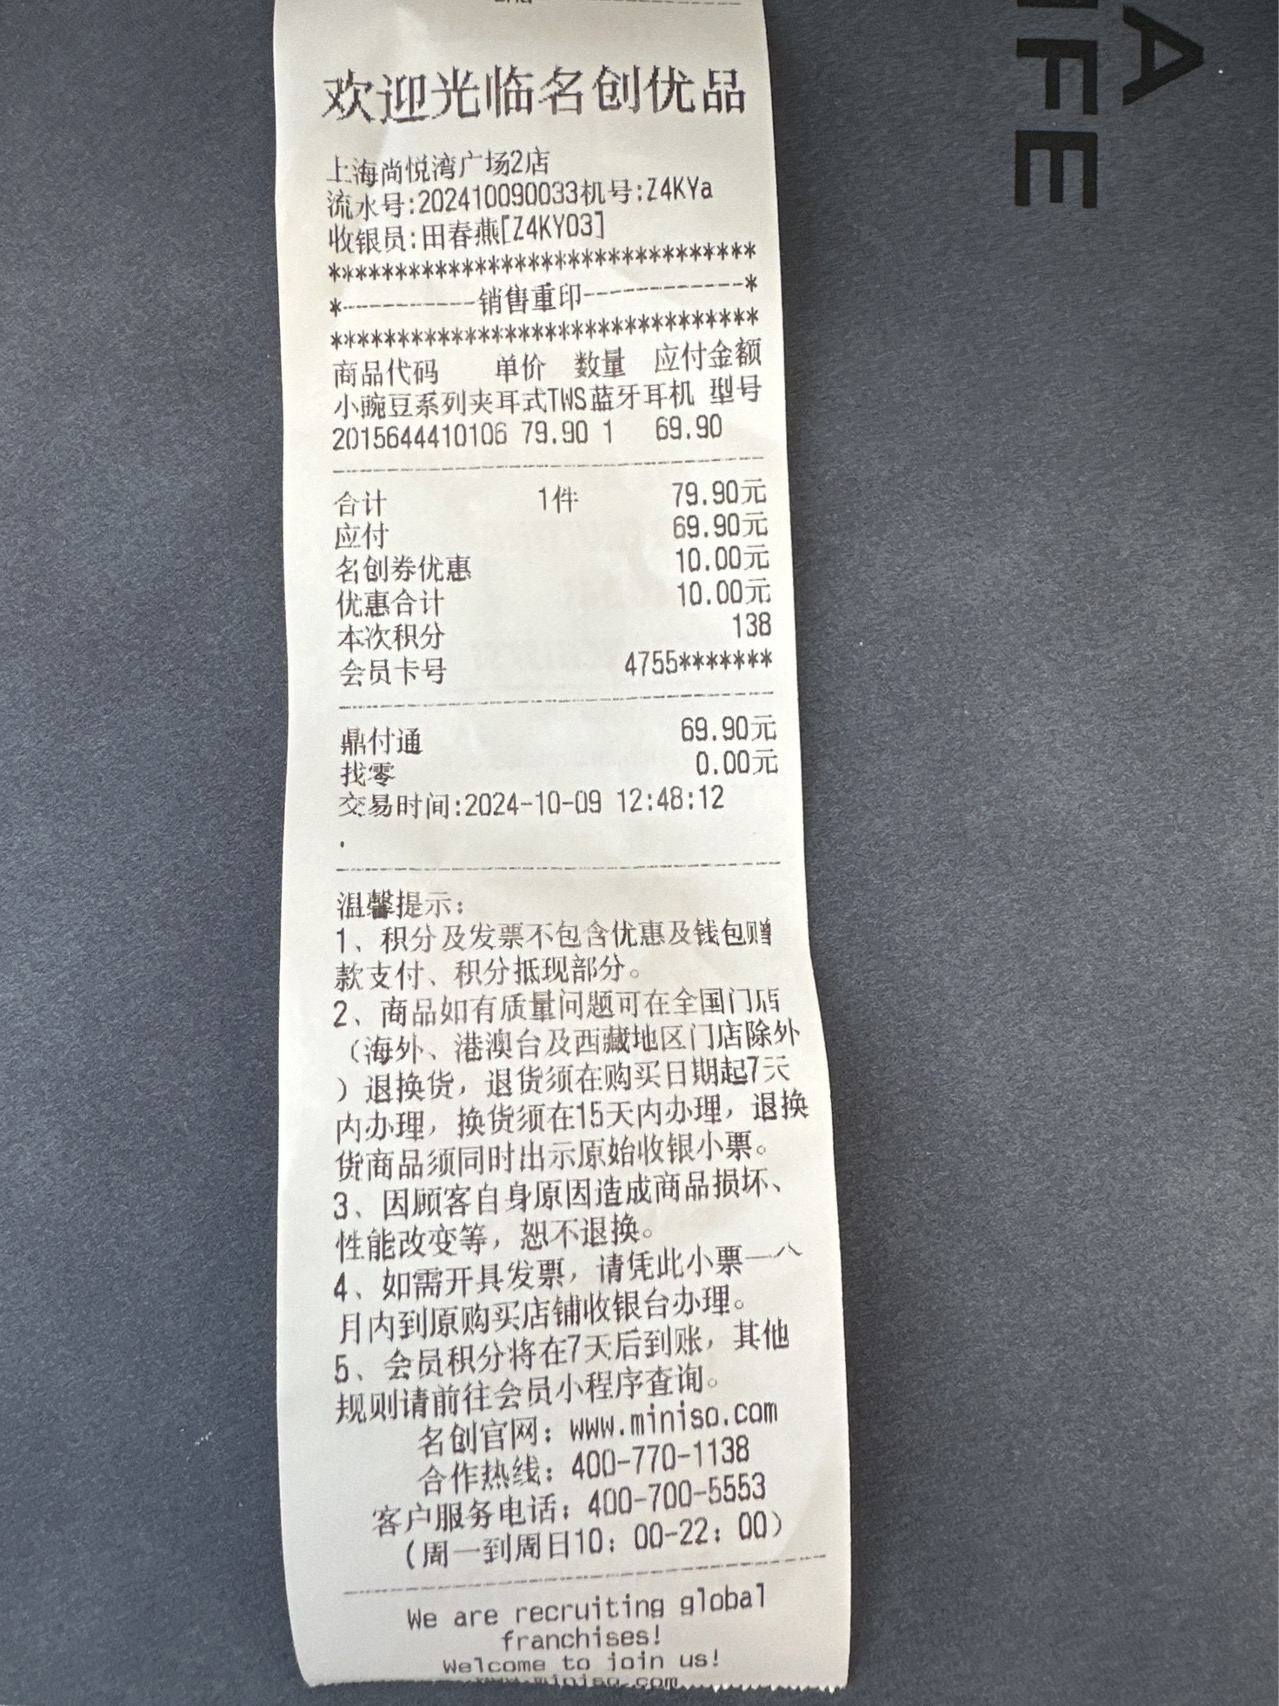 欢迎光临名创优品
上海尚悦湾广场2店
流水号:202410090033机号:Z4KYa
收银员:田春燕[Z4KY03]
********************************
*----------销售重印------------*
********************************
商品代码 单价 数量 应付金额
小豌豆系列夹耳式TWS蓝牙耳机 型号
2015644410106 79.90 1 69.90
合计 1件 79.90元
应付 69.90元
名创券优惠 10.00元
优惠合计 10.00元
本次积分 138
会员卡号 4755*******
鼎付通 69.90元
找零 0.00元
交易时间:2024-10-09 12:48:12
.
温馨提示:
1、积分及发票不包含优惠及钱包赠
款支付、积分抵现部分。
2、商品如有质量问题可在全国门店
(海外、港澳台及西藏地区门店除外
)退换货，退货须在购买日期起7天
内办理，换货须在15天内办理，退换
货商品须同时出示原始收银小票。
3、因顾客自身原因造成商品损坏、
性能改变等，恕不退换。
4、如需开具发票，请凭此小票一个
月内到原购买店铺收银台办理。
5、会员积分将在7天后到账，其他
规则请前往会员小程序查询。
名创官网: www.miniso.com
合作热线: 400-770-1138
客户服务电话: 400-700-5553
(周一到周日10: 00-22: 00)
We are recruiting global
franchises!
Welcome to join us!
www.miniso.com
A
IFE